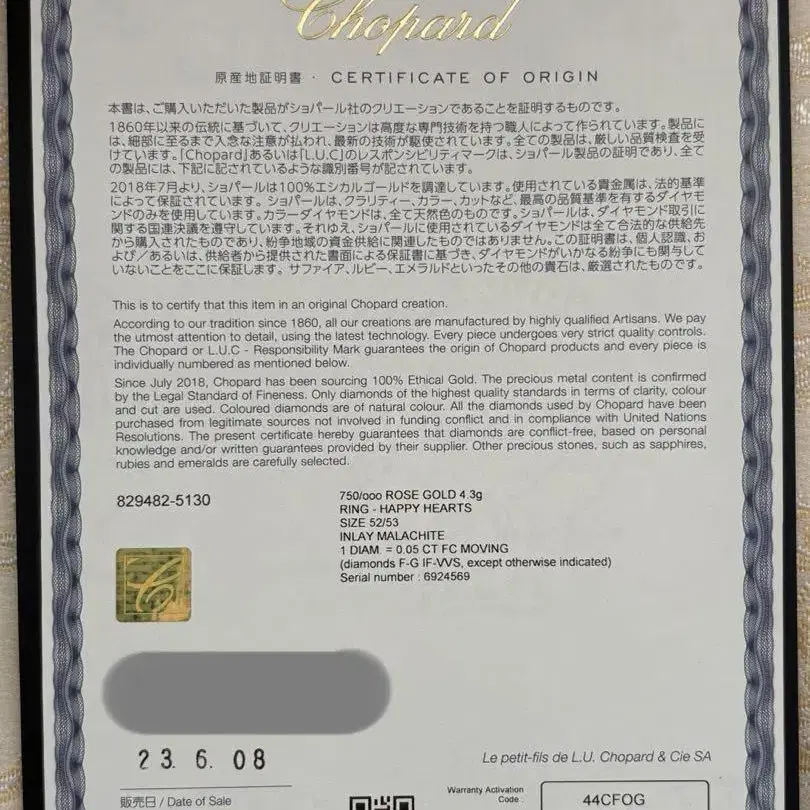 Chopard
原産地証明書・CERTIFICATE OF ORIGIN
本書は、ご購入いただいた製品がショパール社のクリエーションであることを証明するものです。
1860年以来の伝統に基づいて、クリエーションは高度な専門技術を持つ職人によって作られています。製品に
は、細部に至るまで入念な注意が払われ、最新の技術が駆使されています。全ての製品は、厳しい品質検査を受
けています。「Chopard」あるいは「L.U.C」のレスポンシビリティマークは、ショパール製品の証明であり、全て
の製品には、下記に記されているような識別番号が記されています。
2018年7月より、ショパールは100%エシカルゴールドを調達しています。使用されている貴金属は、法的基準
によって保証されています。 ショパールは、クラリティー、カラー、カットなど、最高の品質基準を有するダイヤモ
ンドのみを使用しています。カラーダイヤモンドは、全て天然色のものです。ショパールは、ダイヤモンド取引に
関する国連決議を遵守しています。それゆえ、ショパールに使用されているダイヤモンドは全て合法的な供給先
から購入されたものであり、紛争地域の資金供給に関連したものではありません。この証明書は、個人認識、お
よび／あるいは、供給者から提供された書面による保証書に基づき、ダイヤモンドがいかなる紛争にも関与して
いないことをここに保証します。 サファイア、ルビー、エメラルドといったその他の貴石は、厳選されたものです。
This is to certify that this item in an original Chopard creation.
According to our tradition since 1860, all our creations are manufactured by highly qualified Artisans. We pay
the utmost attention to detail, using the latest technology. Every piece undergoes very strict quality controls.
The Chopard or L.U.C - Responsibility Mark guarantees the origin of Chopard products and every piece is
individually numbered as mentioned below.
Since July 2018, Chopard has been sourcing 100% Ethical Gold. The precious metal content is confirmed
by the Legal Standard of Fineness. Only diamonds of the highest quality standards in terms of clarity, colour
and cut are used. Coloured diamonds are of natural colour. All the diamonds used by Chopard have been
purchased from legitimate sources not involved in funding conflict and in compliance with United Nations
Resolutions. The present certificate hereby guarantees that diamonds are conflict-free, based on personal
knowledge and/or written guarantees provided by their supplier. Other precious stones, such as sapphires,
rubies and emeralds are carefully selected.
829482-5130
750/ooo ROSE GOLD 4.3g
RING - HAPPY HEARTS
SIZE 52/53
INLAY MALACHITE
1 DIAM. = 0.05 CT FC MOVING
(diamonds F-G IF-VVS, except otherwise indicated)
Serial number : 6924569
23. 6. 08
Le petit-fils de L.U. Chopard & Cie SA
販売日 / Date of Sale
Warranty Activation
Code :
44CFOG